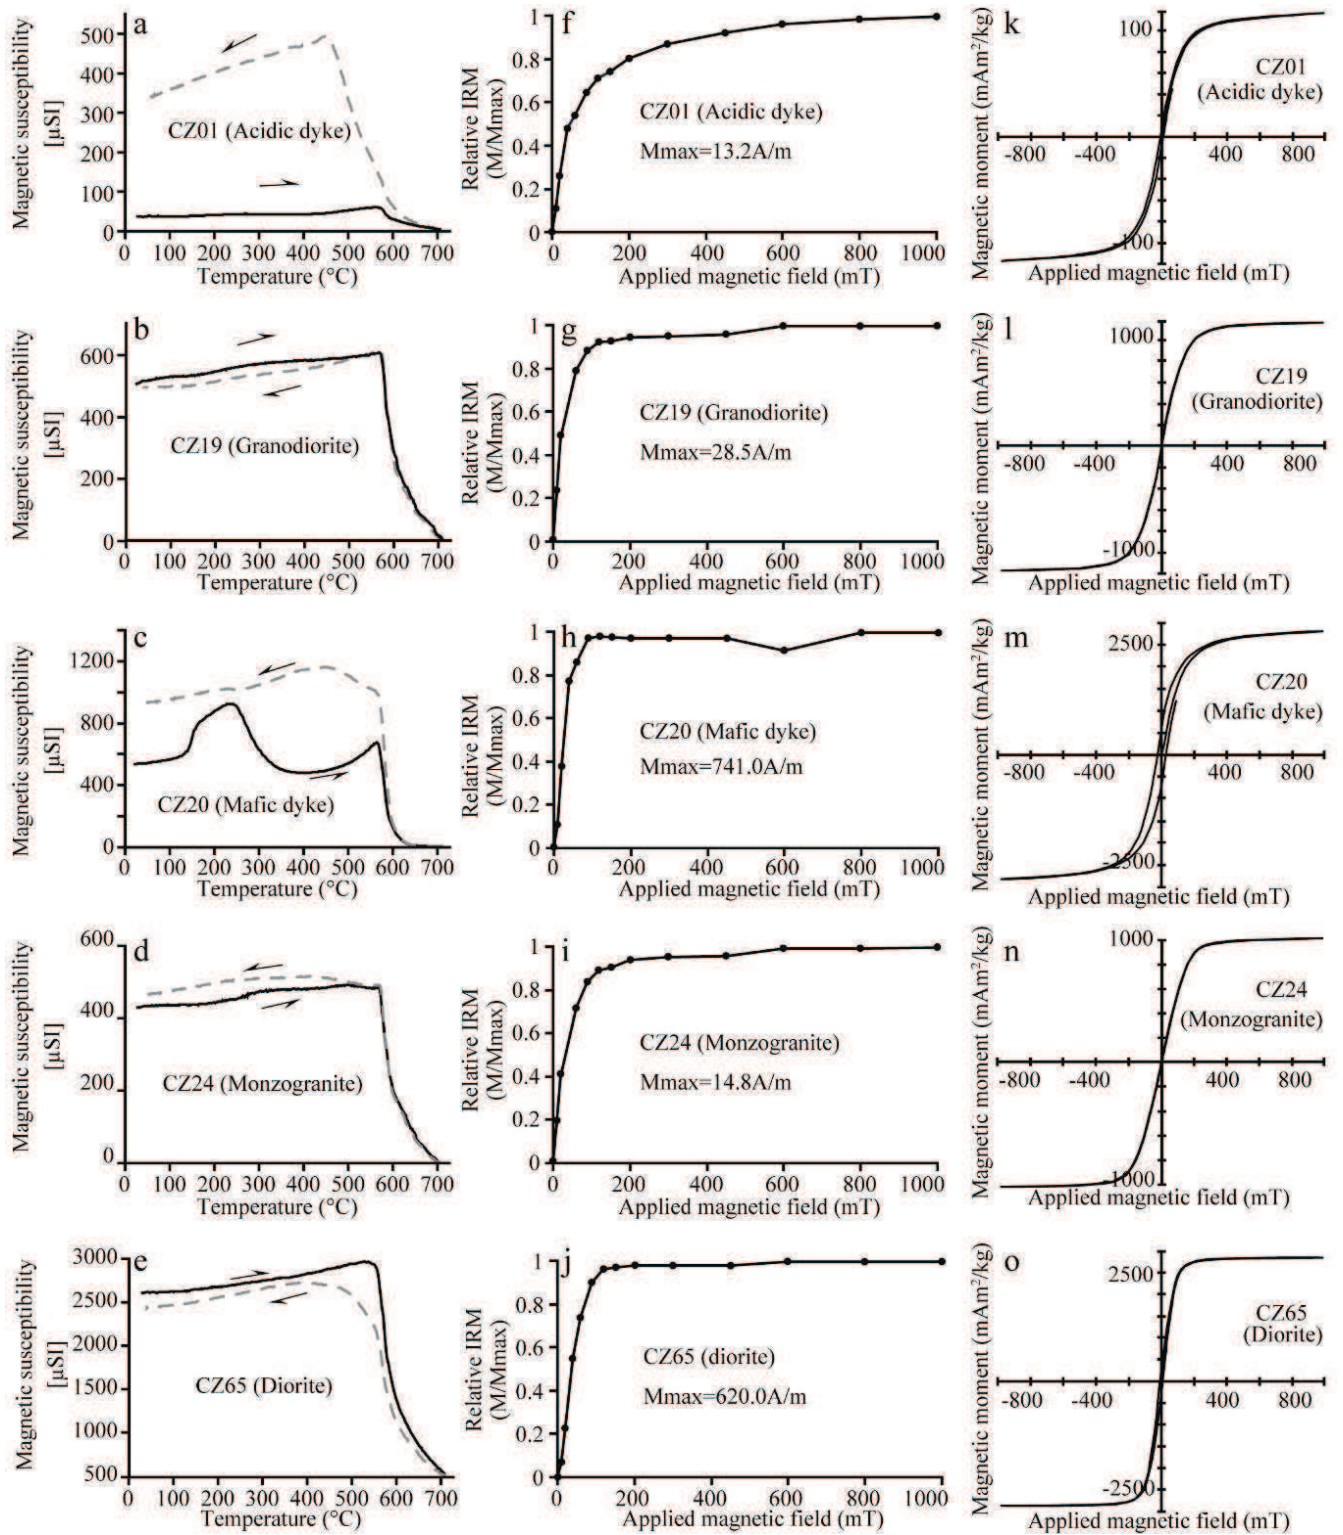 a
Magnetic susceptibility
[µSI]
500
400
300
200
100
0
CZ01 (Acidic dyke)
0 100 200 300 400 500 600 700
Temperature (°C)
f
Relative IRM
(M/Mmax)
1
0.8
0.6
0.4
0.2
0
CZ01 (Acidic dyke)
Mmax=13.2A/m
0 200 400 600 800 1000
Applied magnetic field (mT)
k
Magnetic moment (mAm²/kg)
100
CZ01
(Acidic dyke)
-800 -400 400 800
-100
Applied magnetic field (mT)
b
Magnetic susceptibility
[µSI]
600
400
200
0
CZ19 (Granodiorite)
0 100 200 300 400 500 600 700
Temperature (°C)
g
Relative IRM
(M/Mmax)
1
0.8
0.6
0.4
0.2
0
CZ19 (Granodiorite)
Mmax=28.5A/m
0 200 400 600 800 1000
Applied magnetic field (mT)
l
Magnetic moment (mAm²/kg)
1000
CZ19
(Granodiorite)
-800 -400 400 800
-1000
Applied magnetic field (mT)
c
Magnetic susceptibility
[µSI]
1200
800
400
0
CZ20 (Mafic dyke)
0 100 200 300 400 500 600 700
Temperature (°C)
h
Relative IRM
(M/Mmax)
1
0.8
0.6
0.4
0.2
0
CZ20 (Mafic dyke)
Mmax=741.0A/m
0 200 400 600 800 1000
Applied magnetic field (mT)
m
Magnetic moment (mAm²/kg)
2500
CZ20
(Mafic dyke)
-800 -400 400 800
-2500
Applied magnetic field (mT)
d
Magnetic susceptibility
[µSI]
600
400
200
0
CZ24 (Monzogranite)
0 100 200 300 400 500 600 700
Temperature (°C)
i
Relative IRM
(M/Mmax)
1
0.8
0.6
0.4
0.2
0
CZ24 (Monzogranite)
Mmax=14.8A/m
0 200 400 600 800 1000
Applied magnetic field (mT)
n
Magnetic moment (mAm²/kg)
1000
CZ24
(Monzogranite)
-800 -400 400 800
-1000
Applied magnetic field (mT)
e
Magnetic susceptibility
[µSI]
3000
2500
2000
1500
1000
500
CZ65 (Diorite)
0 100 200 300 400 500 600 700
Temperature (°C)
j
Relative IRM
(M/Mmax)
1
0.8
0.6
0.4
0.2
0
CZ65 (diorite)
Mmax=620.0A/m
0 200 400 600 800 1000
Applied magnetic field (mT)
o
Magnetic moment (mAm²/kg)
2500
CZ65
(Diorite)
-800 -400 400 800
-2500
Applied magnetic field (mT)